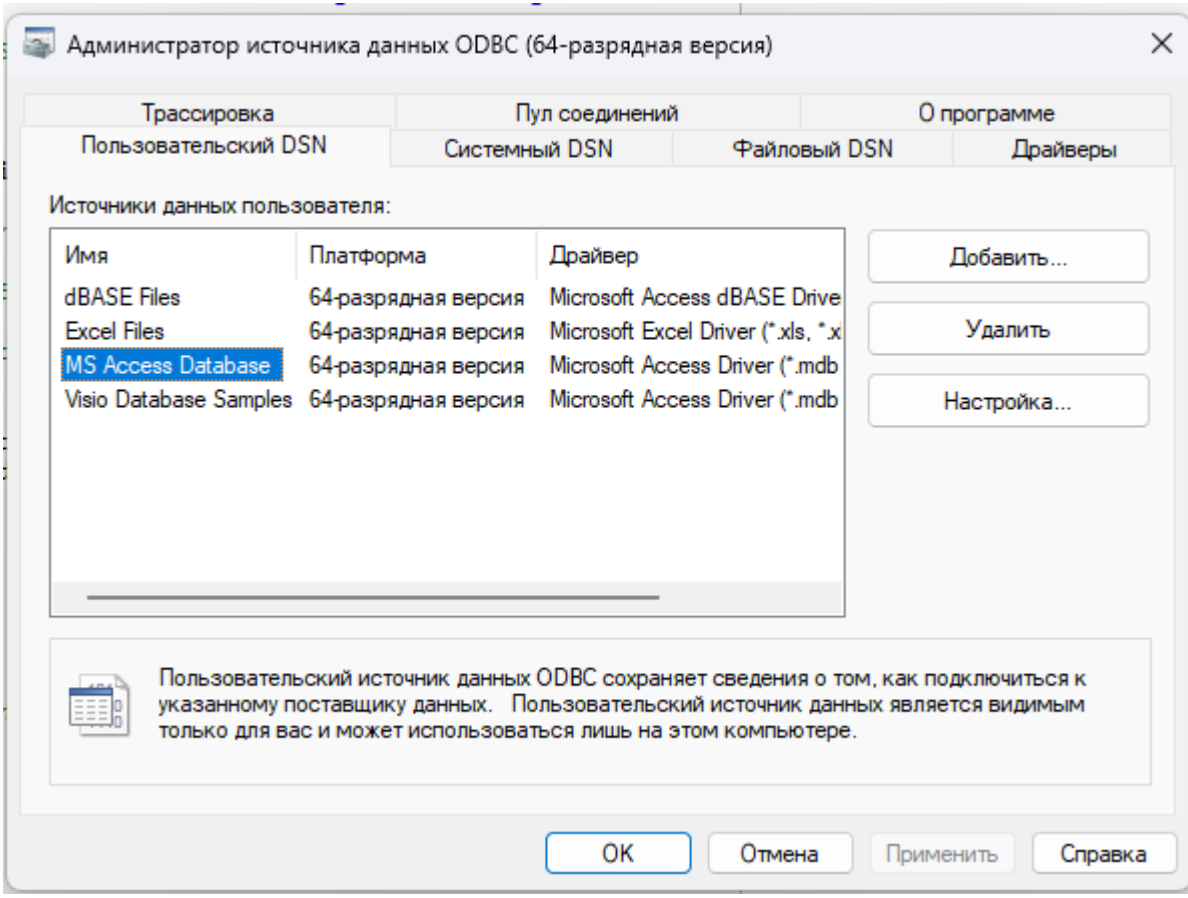 Администратор источника данных ODBC (64-разрядная версия)
Трассировка Пул соединений О программе
Пользовательский DSN Системный DSN Файловый DSN Драйверы
Источники данных пользователя:
Имя Платформа Драйвер
dBASE Files 64-разрядная версия Microsoft Access dBASE Drive
Excel Files 64-разрядная версия Microsoft Excel Driver (*.xls, *.xl
MS Access Database 64-разрядная версия Microsoft Access Driver (*.mdb
Visio Database Samples 64-разрядная версия Microsoft Access Driver (*.mdb
Добавить...
Удалить
Настройка...
Пользовательский источник данных ODBC сохраняет сведения о том, как подключиться к
указанному поставщику данных. Пользовательский источник данных является видимым
только для вас и может использоваться лишь на этом компьютере.
OK Отмена Применить Справка